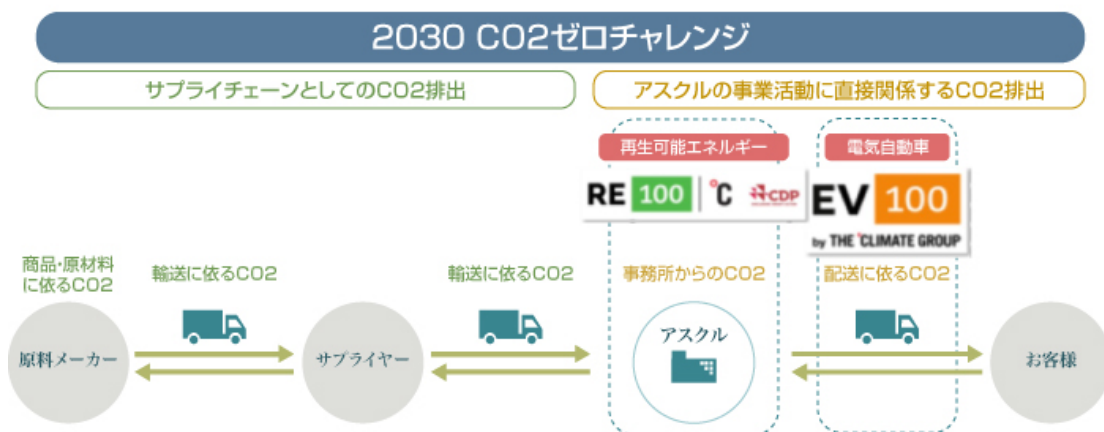 2030 CO2ゼロチャレンジ
サプライチェーンとしてのCO2排出
アスクルの事業活動に直接関係するCO2排出
再生可能エネルギー
電気自動車
RE 100 °C CDP
EV 100
by THE °CLIMATE GROUP
商品・原材料
に依るCO2
輸送に依るCO2
輸送に依るCO2
事務所からのCO2
配送に依るCO2
原料メーカー
サプライヤー
アスクル
お客様